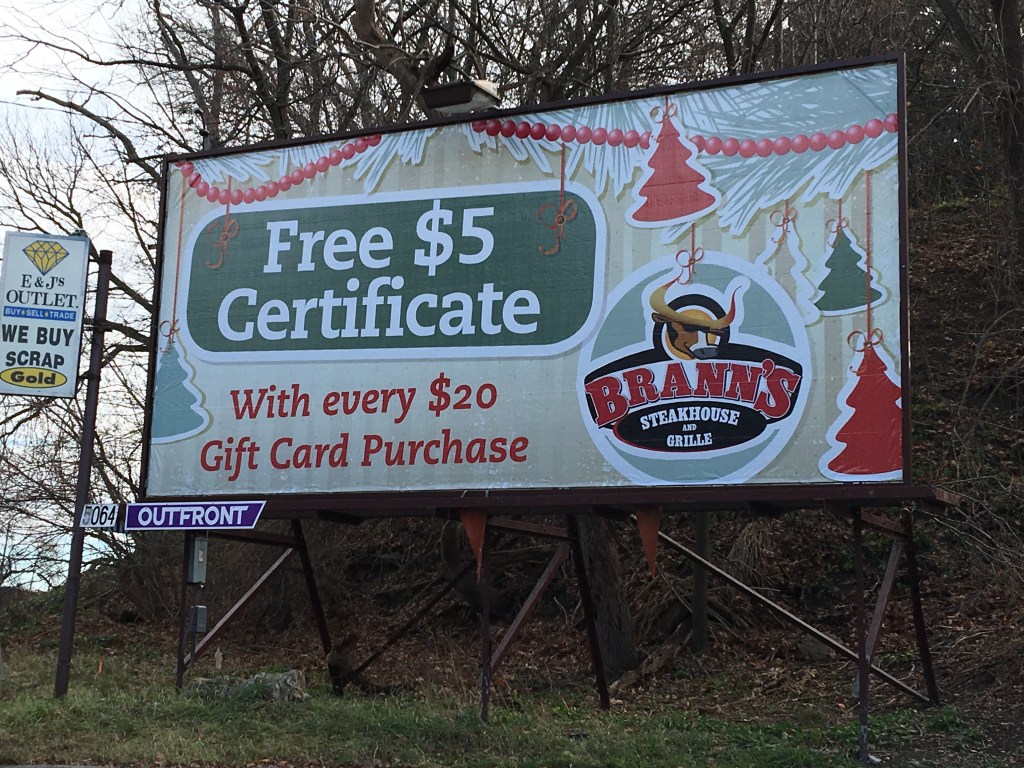 Free $5
Certificate
With every $20
Gift Card Purchase
BRANN'S
STEAKHOUSE
AND
GRILLE
E & J'S
OUTLET
BUY SELL TRADE
WE BUY
SCRAP
Gold
5064
OUTFRONT